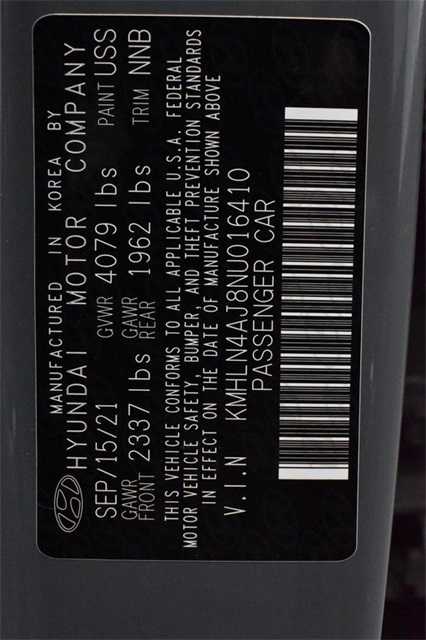 MANUFACTURED IN KOREA BY
HYUNDAI MOTOR COMPANY
SEP/15/21 GVWR 4079 lbs PAINT USS
GAWR FRONT 2337 lbs GAWR REAR 1962 lbs TRIM NNB
THIS VEHICLE CONFORMS TO ALL APPLICABLE U.S.A. FEDERAL
MOTOR VEHICLE SAFETY, BUMPER, AND THEFT PREVENTION STANDARDS
IN EFFECT ON THE DATE OF MANUFACTURE SHOWN ABOVE
V.I.N KMHLN4AJ8NU016410
PASSENGER CAR